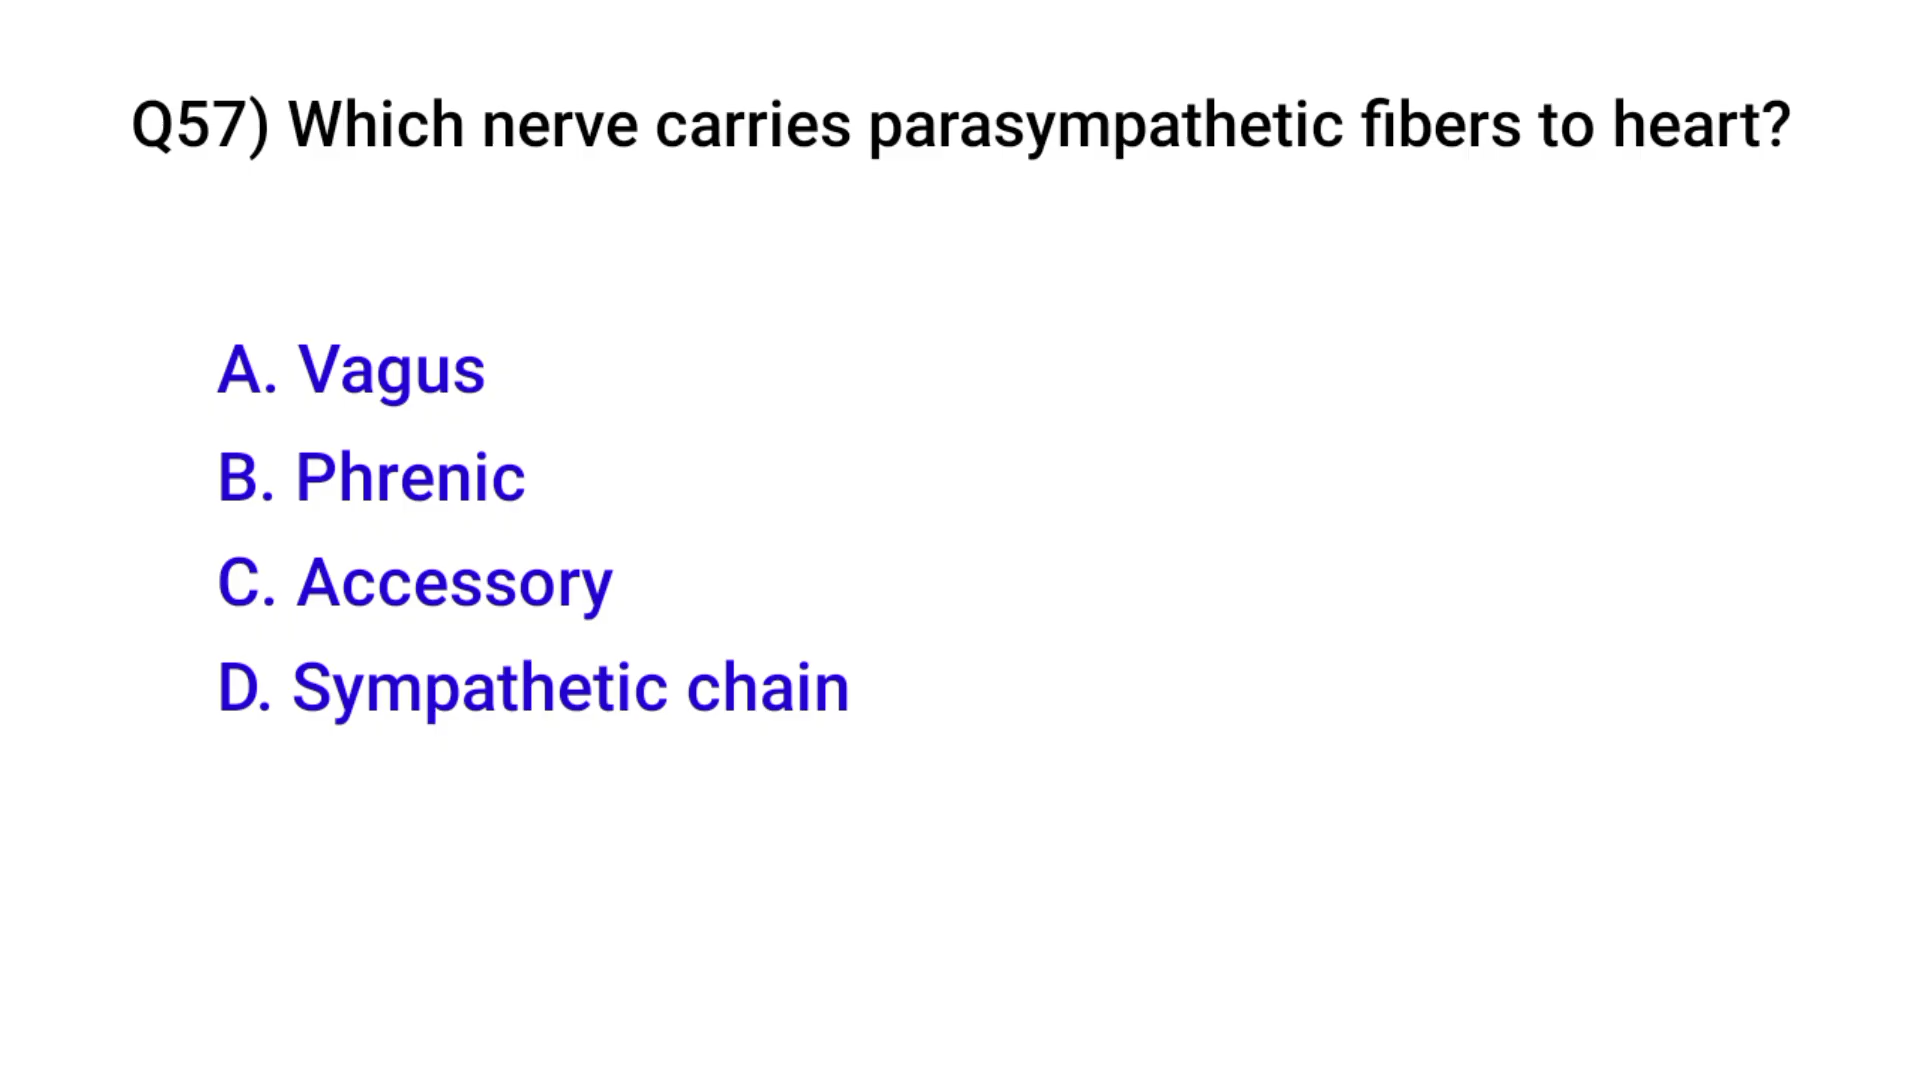 Q57) Which nerve carries parasympathetic fibers to heart?
A. Vagus
B. Phrenic
C. Accessory
D. Sympathetic chain